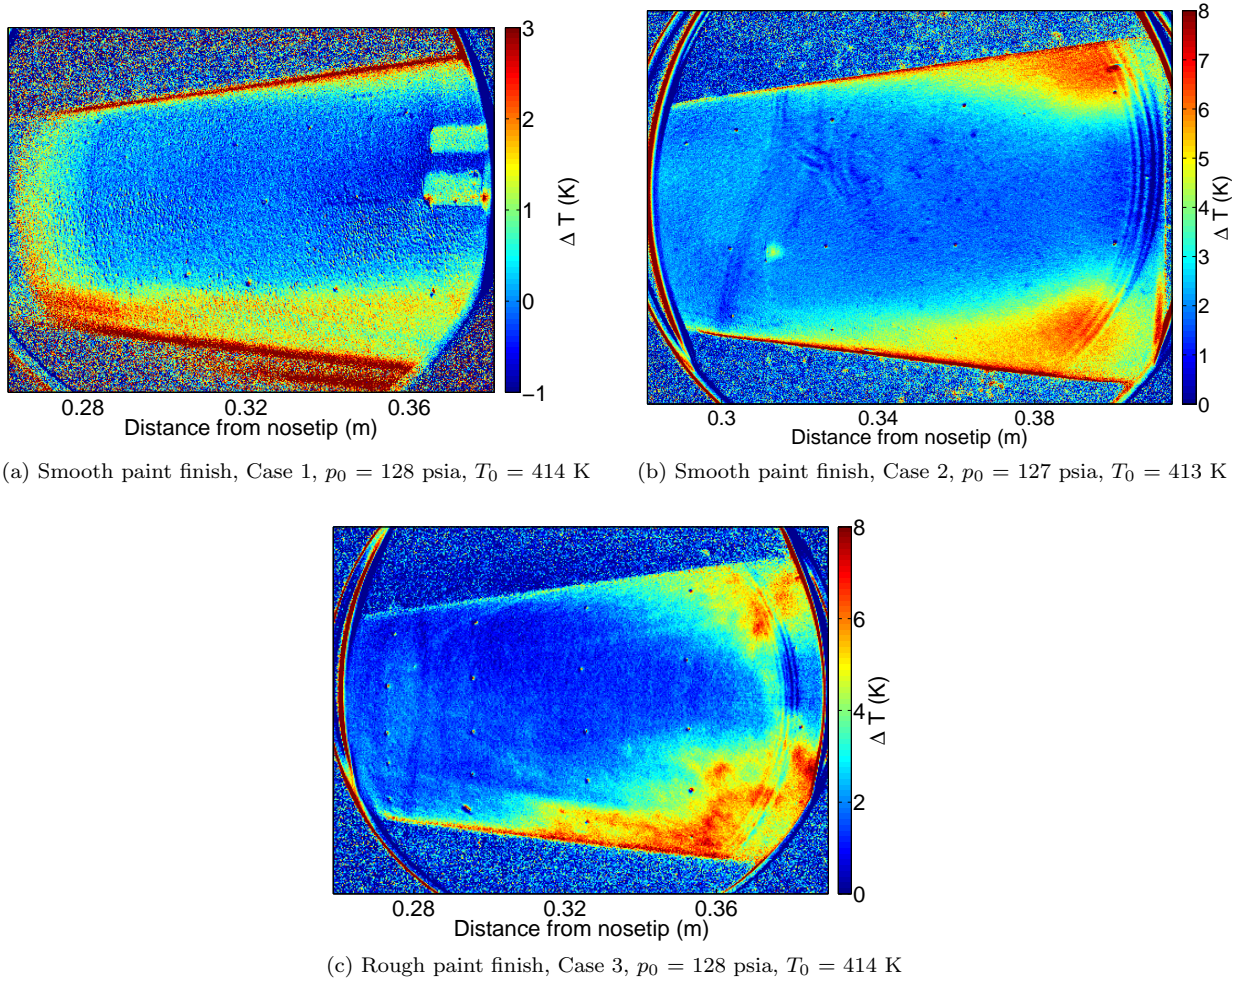 3
2
1
0
−1
Δ T (K)
0.28 0.32 0.36
Distance from nosetip (m)
(a) Smooth paint finish, Case 1, p0 = 128 psia, T0 = 414 K
8
7
6
5
4
3
2
1
0
Δ T (K)
0.3 0.34 0.38
Distance from nosetip (m)
(b) Smooth paint finish, Case 2, p0 = 127 psia, T0 = 413 K
8
6
4
2
0
Δ T (K)
0.28 0.32 0.36
Distance from nosetip (m)
(c) Rough paint finish, Case 3, p0 = 128 psia, T0 = 414 K